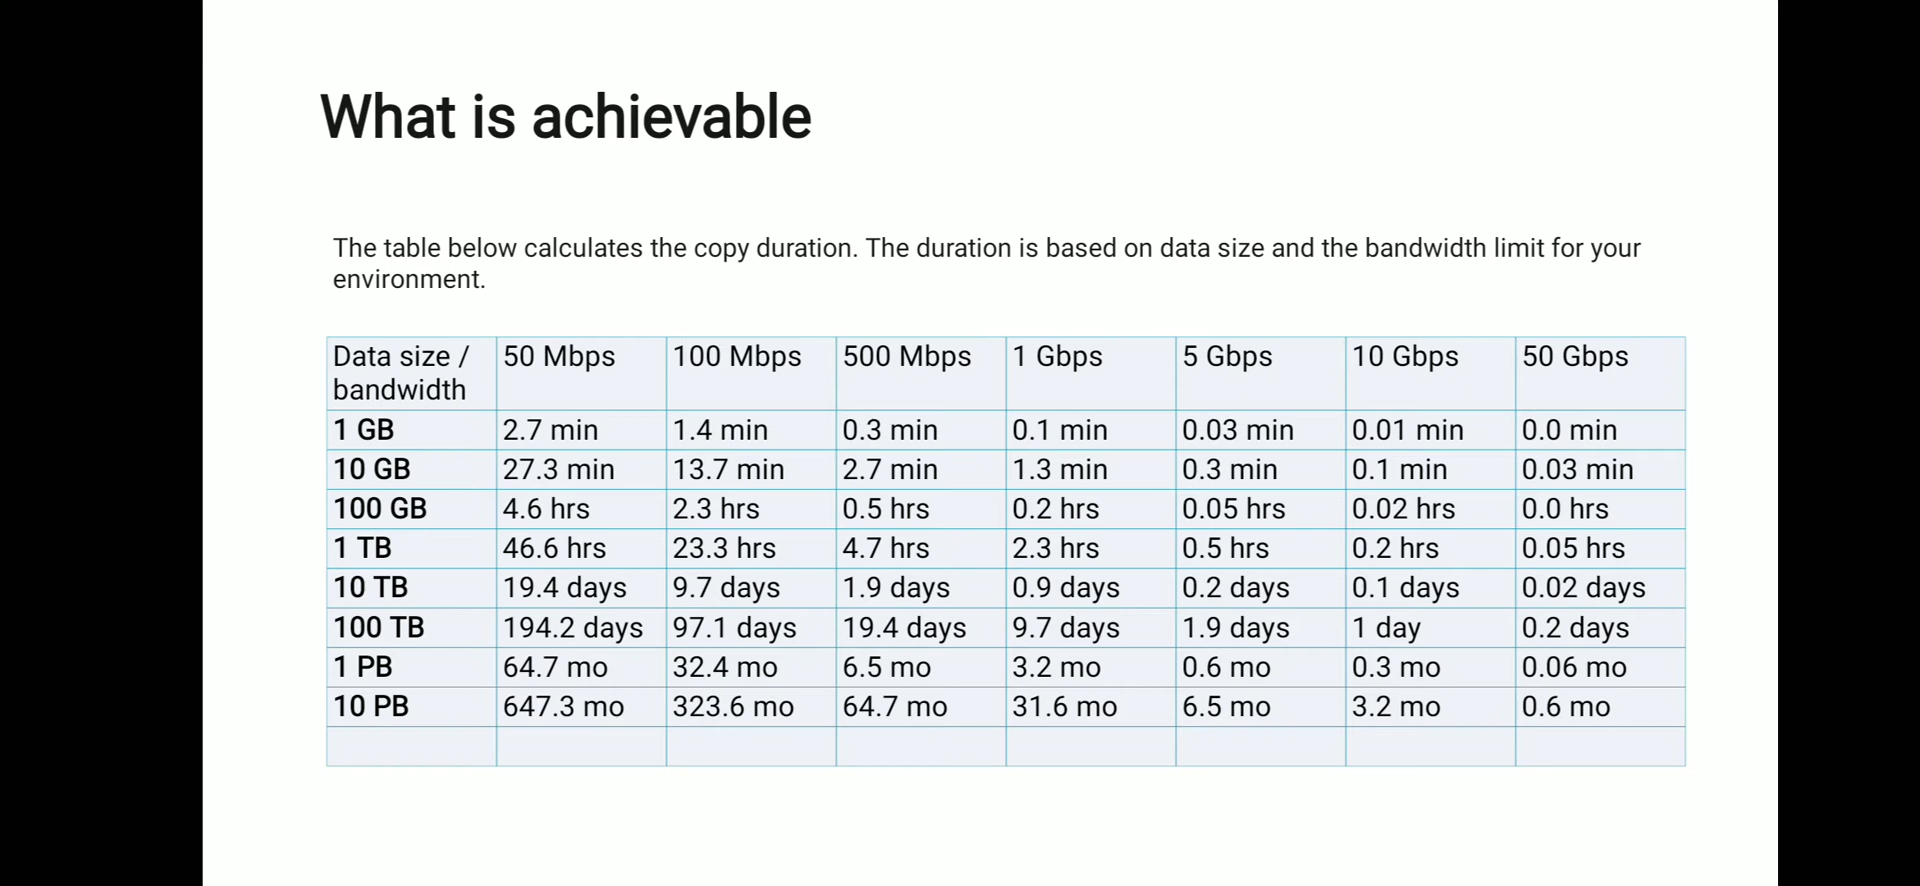 What is achievable
The table below calculates the copy duration. The duration is based on data size and the bandwidth limit for your
environment.
Data size / bandwidth 50 Mbps 100 Mbps 500 Mbps 1 Gbps 5 Gbps 10 Gbps 50 Gbps
1 GB 2.7 min 1.4 min 0.3 min 0.1 min 0.03 min 0.01 min 0.0 min
10 GB 27.3 min 13.7 min 2.7 min 1.3 min 0.3 min 0.1 min 0.03 min
100 GB 4.6 hrs 2.3 hrs 0.5 hrs 0.2 hrs 0.05 hrs 0.02 hrs 0.0 hrs
1 TB 46.6 hrs 23.3 hrs 4.7 hrs 2.3 hrs 0.5 hrs 0.2 hrs 0.05 hrs
10 TB 19.4 days 9.7 days 1.9 days 0.9 days 0.2 days 0.1 days 0.02 days
100 TB 194.2 days 97.1 days 19.4 days 9.7 days 1.9 days 1 day 0.2 days
1 PB 64.7 mo 32.4 mo 6.5 mo 3.2 mo 0.6 mo 0.3 mo 0.06 mo
10 PB 647.3 mo 323.6 mo 64.7 mo 31.6 mo 6.5 mo 3.2 mo 0.6 mo